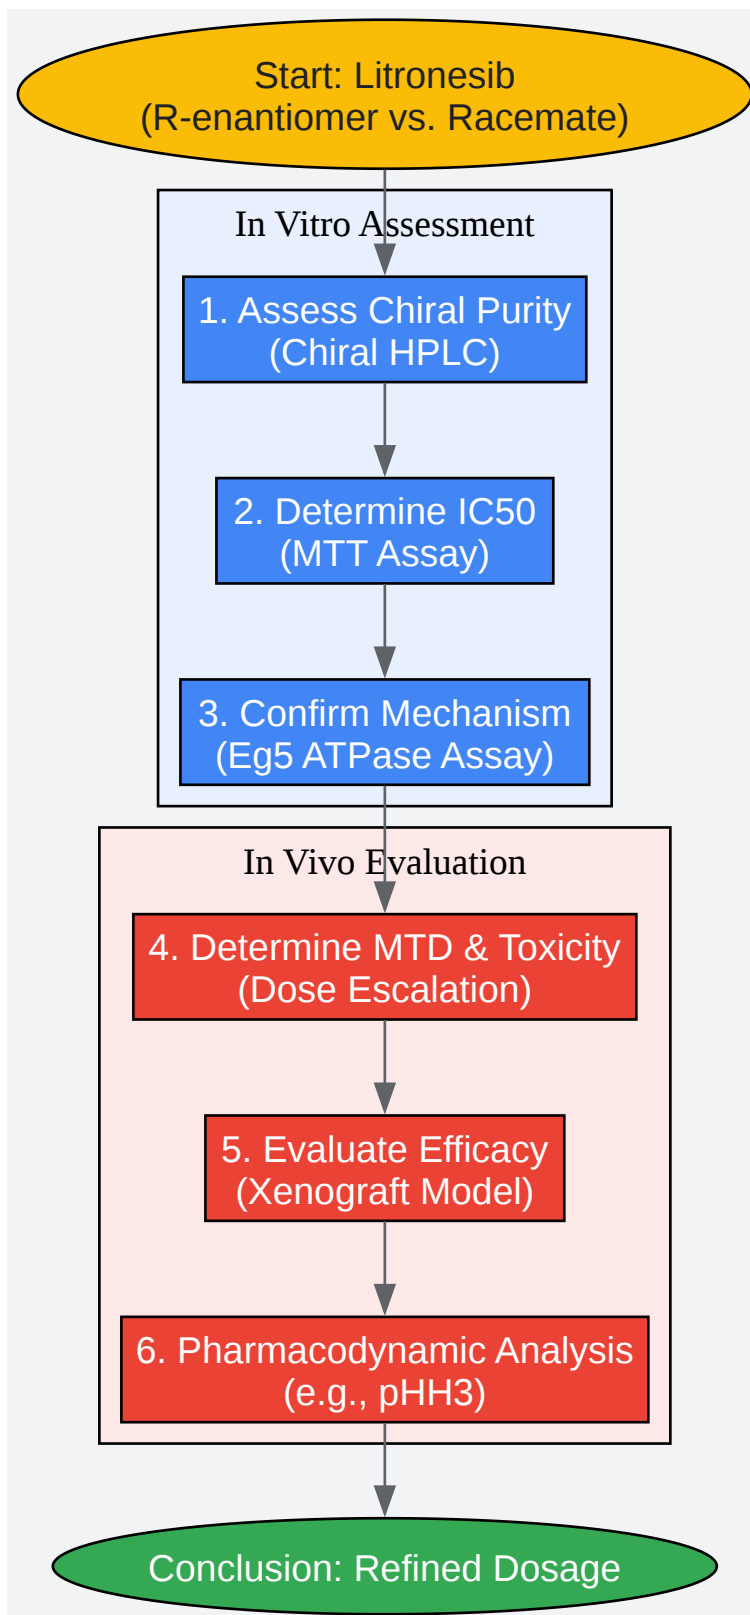 Start: Litronesib
(R-enantiomer vs. Racemate)
In Vitro Assessment
1. Assess Chiral Purity
(Chiral HPLC)
2. Determine IC50
(MTT Assay)
3. Confirm Mechanism
(Eg5 ATPase Assay)
In Vivo Evaluation
4. Determine MTD & Toxicity
(Dose Escalation)
5. Evaluate Efficacy
(Xenograft Model)
6. Pharmacodynamic Analysis
(e.g., pHH3)
Conclusion: Refined Dosage